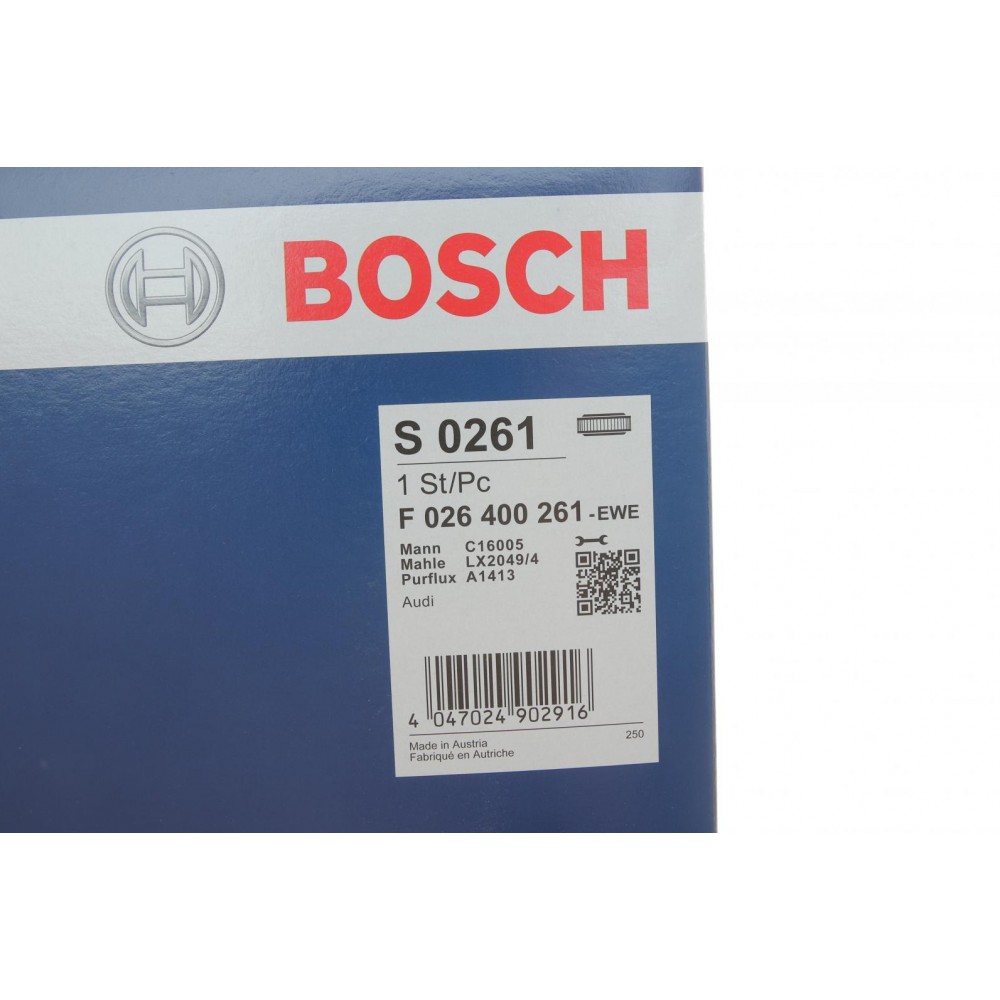 BOSCH
S 0261
1 St/Pc
F 026 400 261 -EWE
Mann C16005
Mahle LX2049/4
Purflux A1413
Audi
4 047024 902916
250
Made in Austria
Fabriqué en Autriche